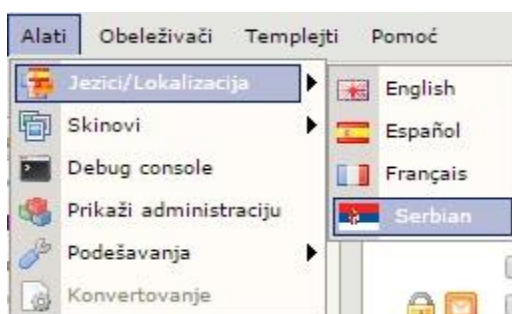 Alati Obeleživači Templejti Pomoć
Jezici/Lokalizacija
Skinovi
Debug console
Prikaži administraciju
Podešavanja
Konvertovanje
English
Español
Français
Serbian